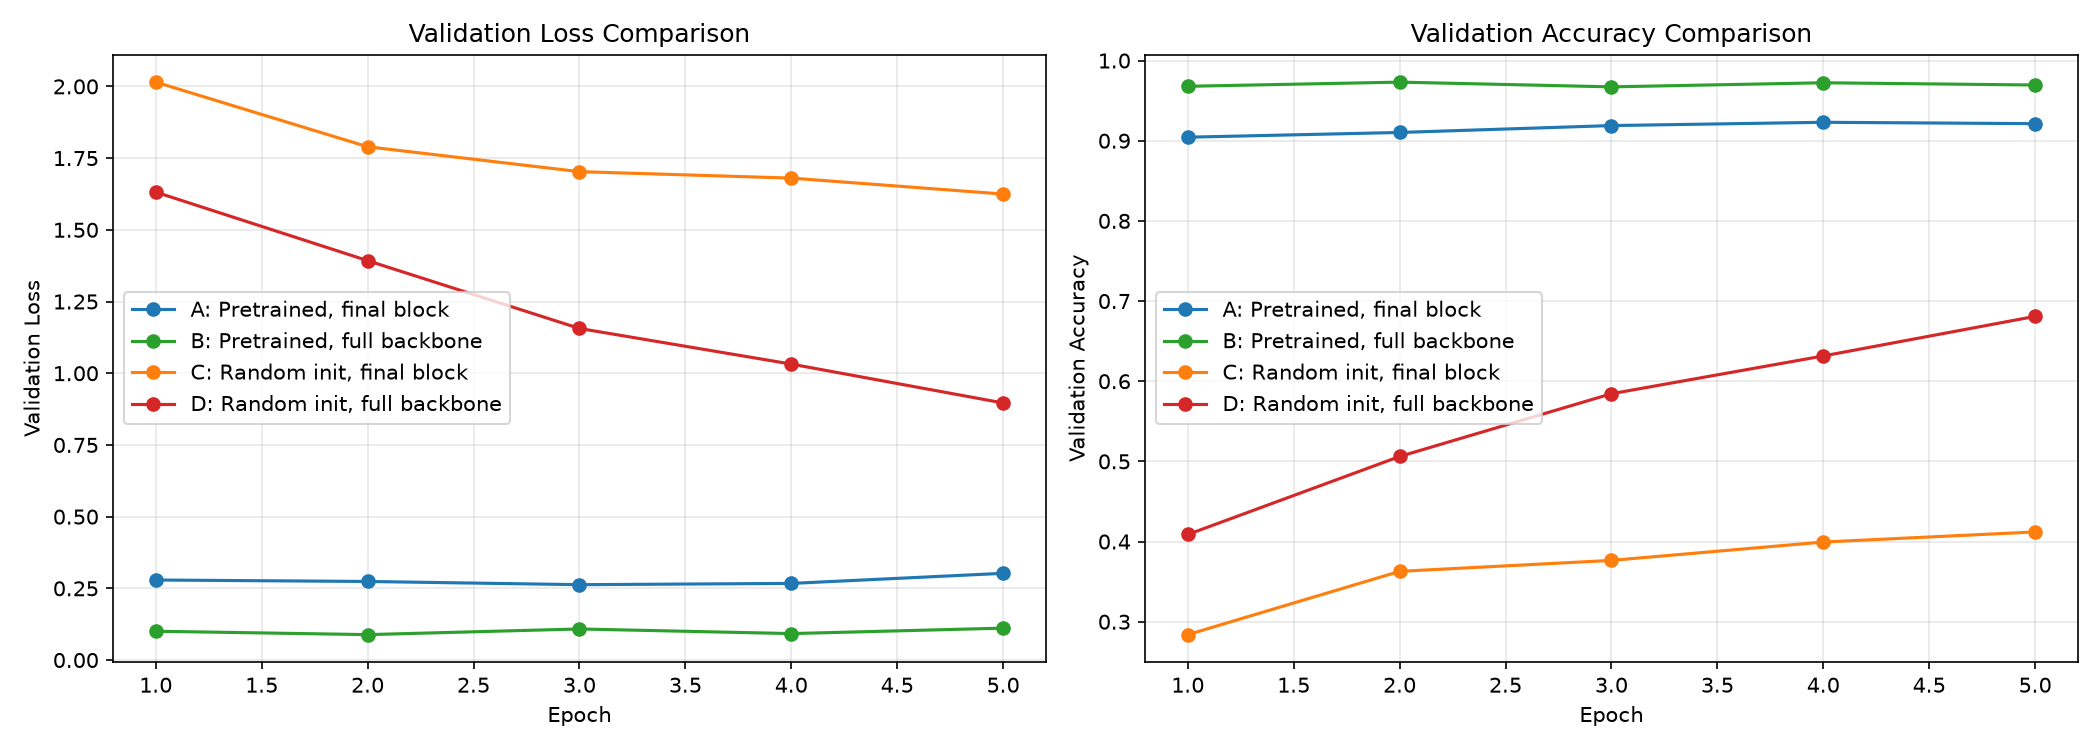 Validation Loss Comparison
Validation Loss
2.00
1.75
1.50
1.25
1.00
0.75
0.50
0.25
0.00
A: Pretrained, final block
B: Pretrained, full backbone
C: Random init, final block
D: Random init, full backbone
1.0 1.5 2.0 2.5 3.0 3.5 4.0 4.5 5.0
Epoch
Validation Accuracy Comparison
Validation Accuracy
1.0
0.9
0.8
0.7
0.6
0.5
0.4
0.3
A: Pretrained, final block
B: Pretrained, full backbone
C: Random init, final block
D: Random init, full backbone
1.0 1.5 2.0 2.5 3.0 3.5 4.0 4.5 5.0
Epoch